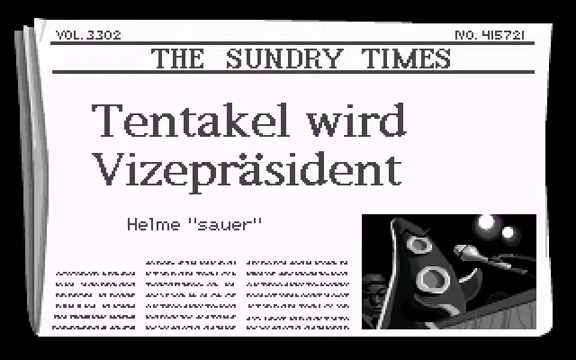 VOL. 3302
NO. 415721
THE SUNDRY TIMES
Tentakel wird
Vizepräsident
Helme "sauer"